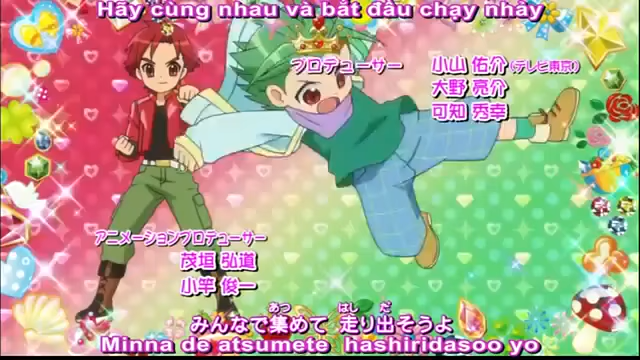 Hãy cùng nhau và bắt đầu chạy nhảy
プロデューサー
小山 佑介 (テレビ東京)
大野 亮介
可知 秀幸
アニメーションプロデューサー
茂垣 弘道
小竿 俊一
あつ はし だ
みんなで集めて 走り出そうよ
Minna de atsumete hashiridasoo yo